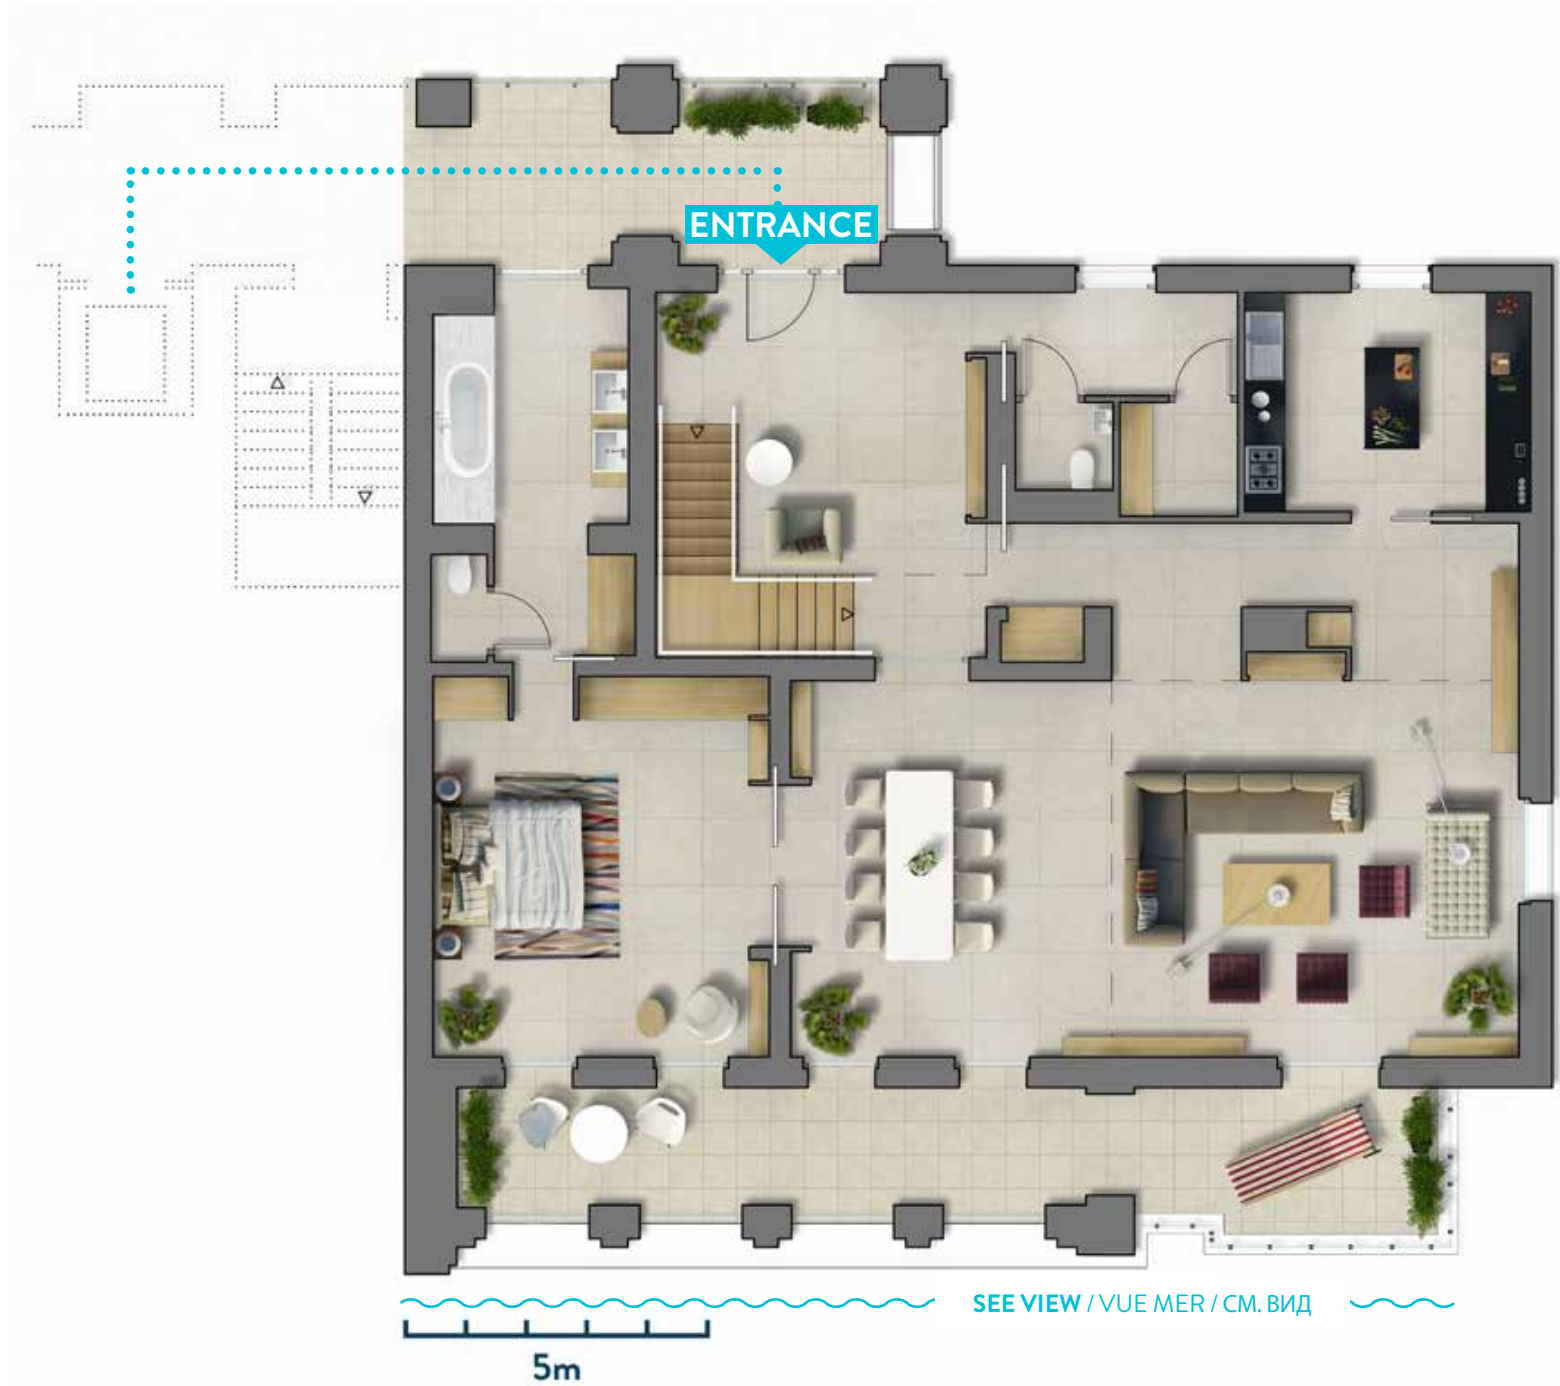 ENTRANCE
SEE VIEW / VUE MER / СМ. ВИД
5m